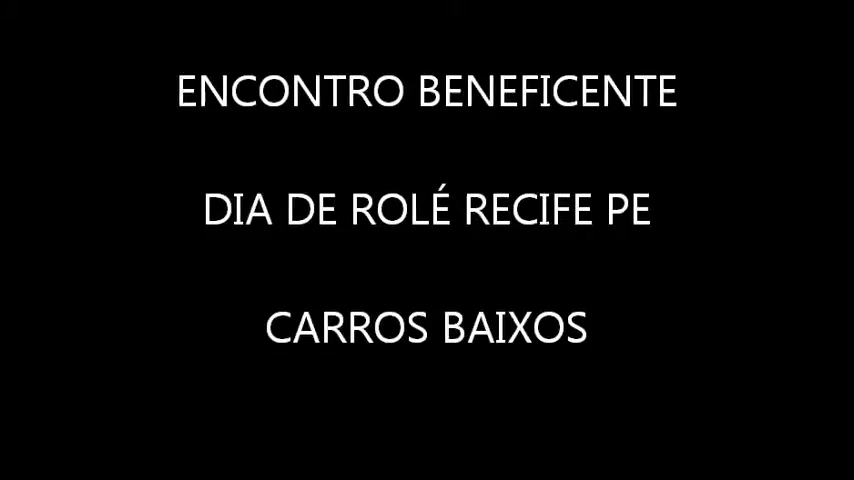 ENCONTRO BENEFICENTE
DIA DE ROLÉ RECIFE PE
CARROS BAIXOS